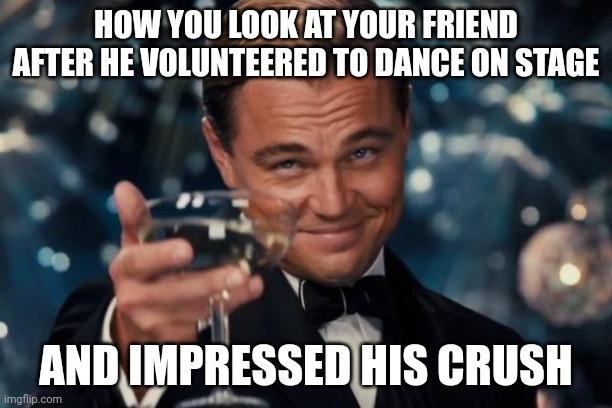 HOW YOU LOOK AT YOUR FRIEND
AFTER HE VOLUNTEERED TO DANCE ON STAGE
AND IMPRESSED HIS CRUSH
imgflip.com